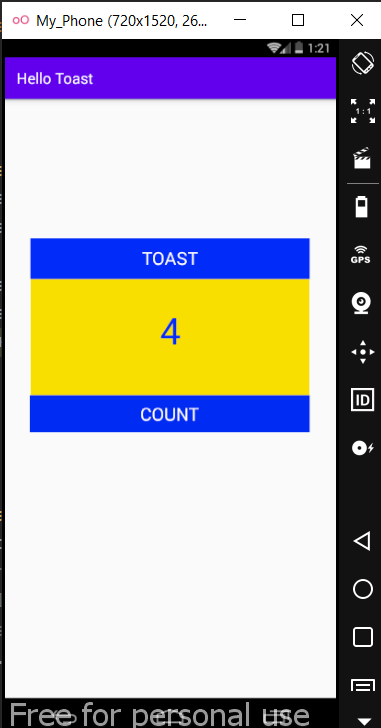 My_Phone (720x1520, 26...
1:21
Hello Toast
1:1
TOAST
GPS
4
ID
COUNT
Free for personal use